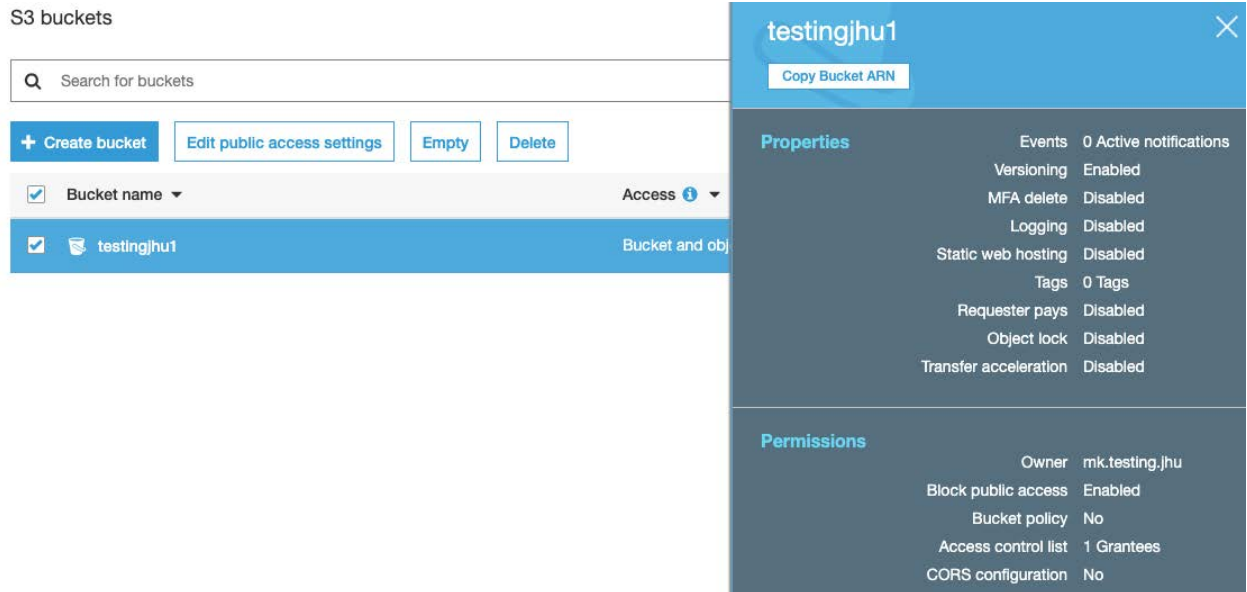 S3 buckets
Search for buckets
+ Create bucket
Edit public access settings
Empty
Delete
Bucket name
Access
testingjhu1
Bucket and obj
testingjhu1
Copy Bucket ARN
Properties
Events 0 Active notifications
Versioning Enabled
MFA delete Disabled
Logging Disabled
Static web hosting Disabled
Tags 0 Tags
Requester pays Disabled
Object lock Disabled
Transfer acceleration Disabled
Permissions
Owner mk.testing.jhu
Block public access Enabled
Bucket policy No
Access control list 1 Grantees
CORS configuration No